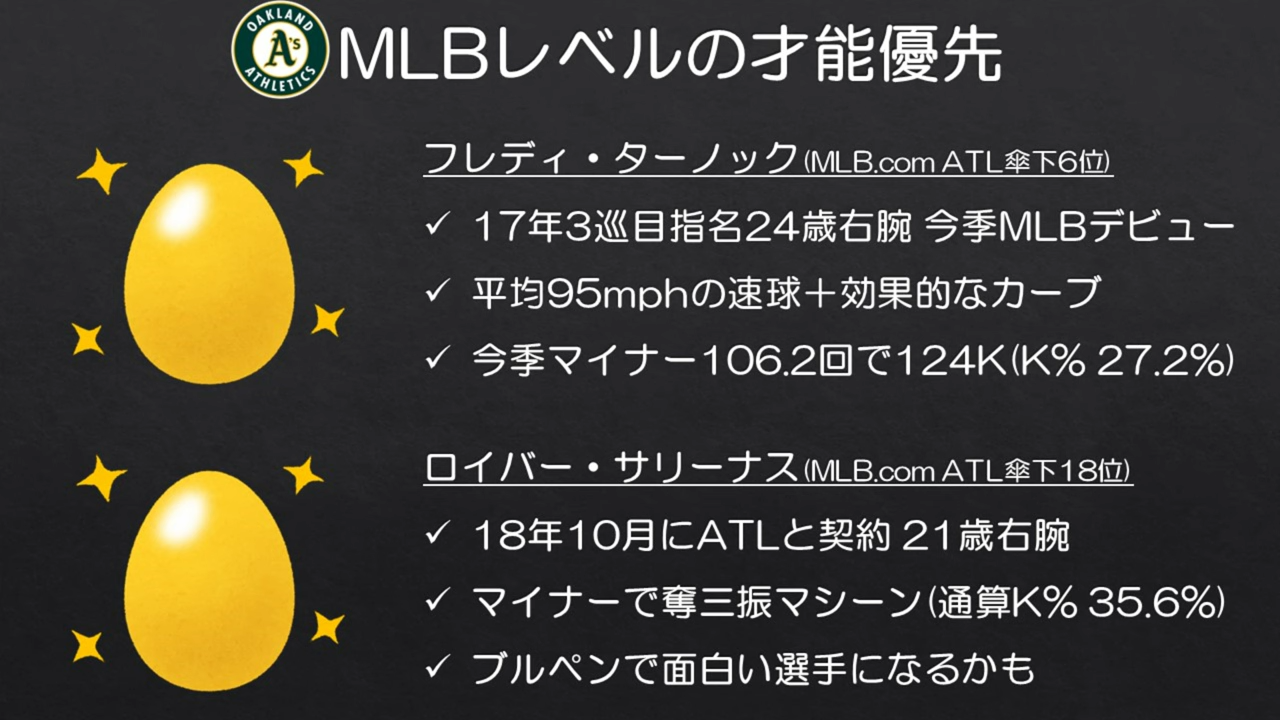 OAKLAND
A's
ATHLETICS
MLBレベルの才能優先
フレディ・ターノック(MLB.com ATL傘下6位)
✓ 17年3巡目指名24歳右腕 今季MLBデビュー
✓ 平均95mphの速球＋効果的なカーブ
✓ 今季マイナー106.2回で124K(K% 27.2%)
ロイバー・サリーナス(MLB.com ATL傘下18位)
✓ 18年10月にATLと契約 21歳右腕
✓ マイナーで奪三振マシーン(通算K% 35.6%)
✓ ブルペンで面白い選手になるかも